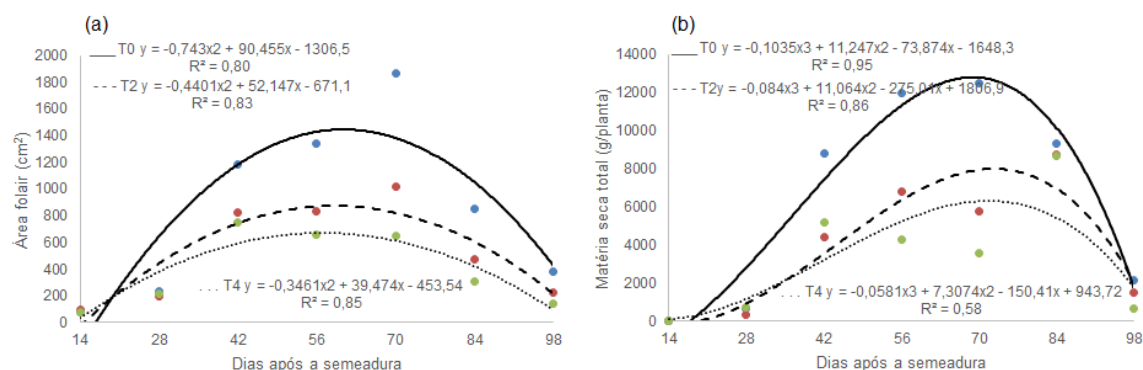 (a)
T0 y = -0,743x2 + 90,455x - 1306,5
R² = 0,80
T2 y = -0,4401x2 + 52,147x - 671,1
R² = 0,83
2000
1800
1600
1400
1200
1000
800
600
400
200
0
Área folair (cm²)
T4 y = -0,3461x2 + 39,474x - 453,54
R² = 0,85
14 28 42 56 70 84 98
Dias após a semeadura
(b)
T0 y = -0,1035x3 + 11,247x2 - 73,874x - 1648,3
R² = 0,95
T2y = -0,084x3 + 11,064x2 - 275,01x + 1806,9
R² = 0,86
14000
12000
10000
8000
6000
4000
2000
0
Matéria seca total (g/planta)
T4 y = -0,0581x3 + 7,3074x2 - 150,41x + 943,72
R² = 0,58
14 28 42 56 70 84 98
Dias após a semeadura